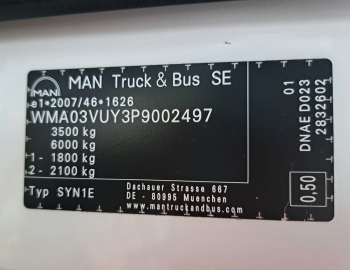 MAN
MAN Truck & Bus SE
e1*2007/46*1626
WMA03VUY3P9002497
3500 kg
6000 kg
1 - 1800 kg
2 - 2100 kg
Typ SYN1E
Dachauer Strasse 667
DE - 80995 Muenchen
www.mantruckandbus.com
01
DNAE D023
2832602
0,50